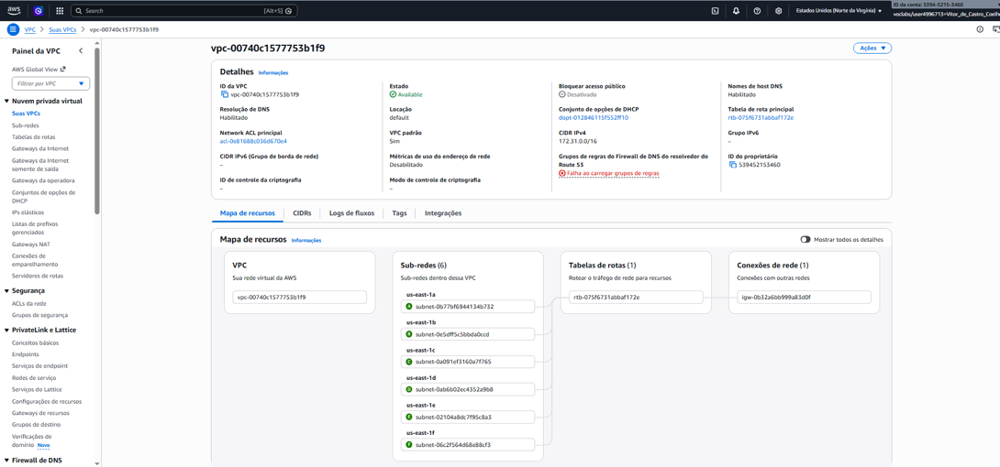 aws
Search
[Alt+S]
Estados Unidos (Norte da Virgínia)
ID da conta: 5394-5215-3460
voclabs/user4996713=Vitor_de_Castro_Coelh
VPC
Suas VPCs
vpc-00740c1577753b1f9
Painel da VPC
AWS Global View
Filtrar por VPC
Nuvem privada virtual
Suas VPCs
Sub-redes
Tabelas de rotas
Gateways da Internet
Gateways da Internet
somente de saída
Gateways da operadora
Conjuntos de opções de
DHCP
IPs elásticos
Listas de prefixos
gerenciados
Gateways NAT
Conexões de
emparelhamento
Servidores de rotas
Segurança
ACLs da rede
Grupos de segurança
PrivateLink e Lattice
Conceitos básicos
Endpoints
Serviços de endpoint
Redes de serviço
Serviços do Lattice
Configurações de recursos
Gateways de recursos
Grupos de destino
Verificações de
domínio Novo
Firewall de DNS
vpc-00740c1577753b1f9
Ações
Detalhes Informações
ID da VPC
vpc-00740c1577753b1f9
Estado
Available
Bloquear acesso público
Desativado
Nomes de host DNS
Habilitado
Resolução de DNS
Habilitado
Locação
default
Conjunto de opções de DHCP
dopt-012846115f552ff10
Tabela de rota principal
rtb-075f6731abbaf172e
Network ACL principal
acl-0e81688c036d670e4
VPC padrão
Sim
CIDR IPv4
172.31.0.0/16
Grupo IPv6
–
CIDR IPv6 (Grupo de borda de rede)
–
Métricas de uso do endereço de rede
Desabilitado
Grupos de regras do Firewall de DNS do resolvedor do
Route 53
Falha ao carregar grupos de regras
ID do proprietário
539452153460
ID de controle da criptografia
–
Modo de controle de criptografia
–
Mapa de recursos
CIDRs
Logs de fluxos
Tags
Integrações
Mapa de recursos Informações
Mostrar todos os detalhes
VPC
Sua rede virtual da AWS
vpc-00740c1577753b1f9
Sub-redes (6)
Sub-redes dentro dessa VPC
us-east-1a
A subnet-0b77bf6944134b732
us-east-1b
B subnet-0e5dff5c5bbda0ccd
us-east-1c
C subnet-0a091ef3160a7f765
us-east-1d
D subnet-0ab6b02ec4352a9b8
us-east-1e
E subnet-02104a8dc7f95c8a3
us-east-1f
F subnet-06c2f564d68e88cf3
Tabelas de rotas (1)
Rotear o tráfego de rede para recursos
rtb-075f6731abbaf172e
Conexões de rede (1)
Conexões com outras redes
igw-0b32a6bb999a83d0f